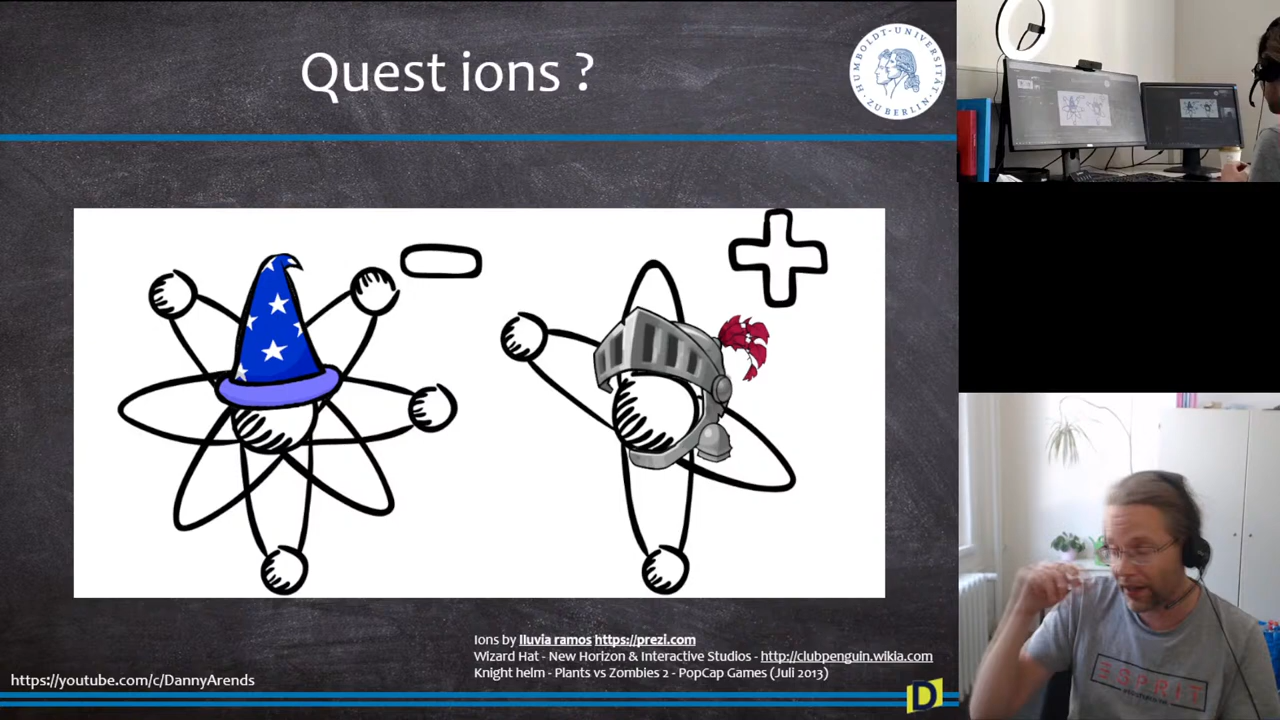 Quest ions ?
HUMBOLDT-UNIVERSITÄT ZU BERLIN
Ions by lluvia ramos https://prezi.com
Wizard Hat - New Horizon & Interactive Studios - http://clubpenguin.wikia.com
Knight helm - Plants vs Zombies 2 - PopCap Games (Juli 2013)
https://youtube.com/c/DannyArends
D
ESPRIT